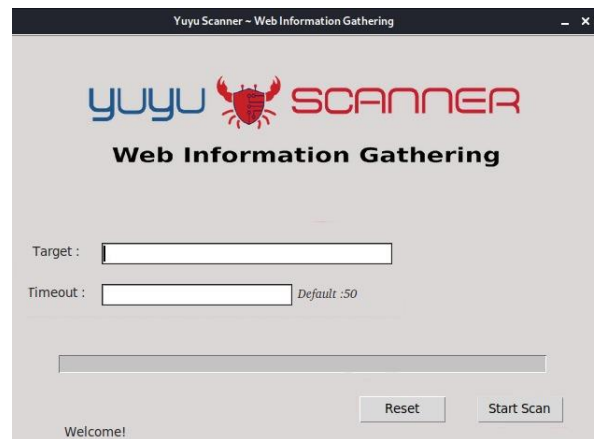 Yuyu Scanner ~ Web Information Gathering
YUYU SCANNER
Web Information Gathering
Target :
Timeout : Default :50
Reset Start Scan
Welcome!